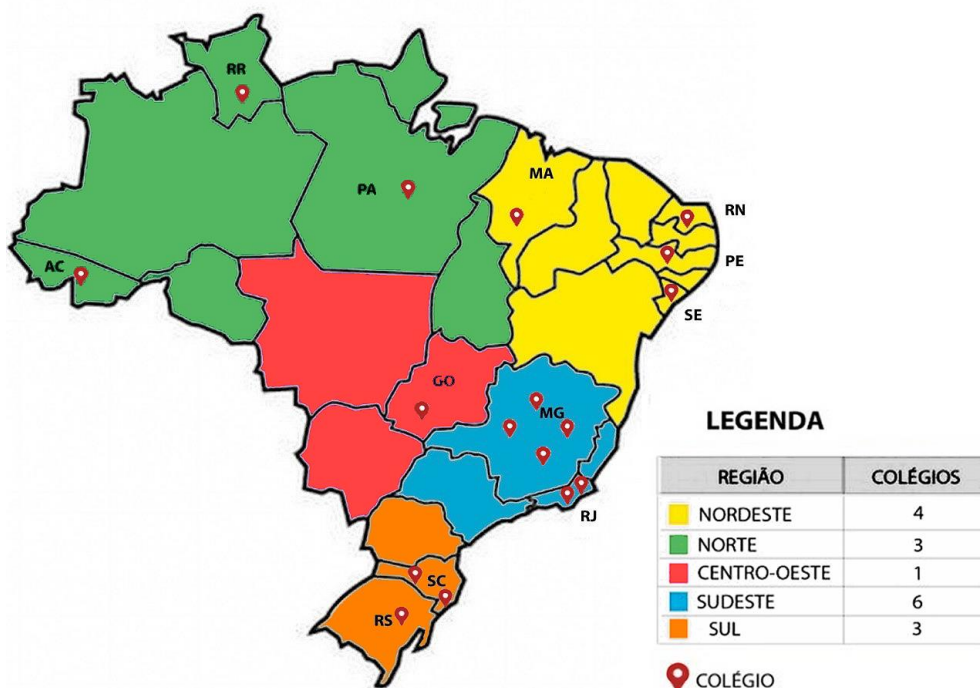 RR
PA
MA
RN
AC
PE
SE
GO
MG
LEGENDA
REGIÃO COLÉGIOS
NORDESTE 4
NORTE 3
CENTRO-OESTE 1
SUDESTE 6
SUL 3
RJ
SC
RS
COLÉGIO